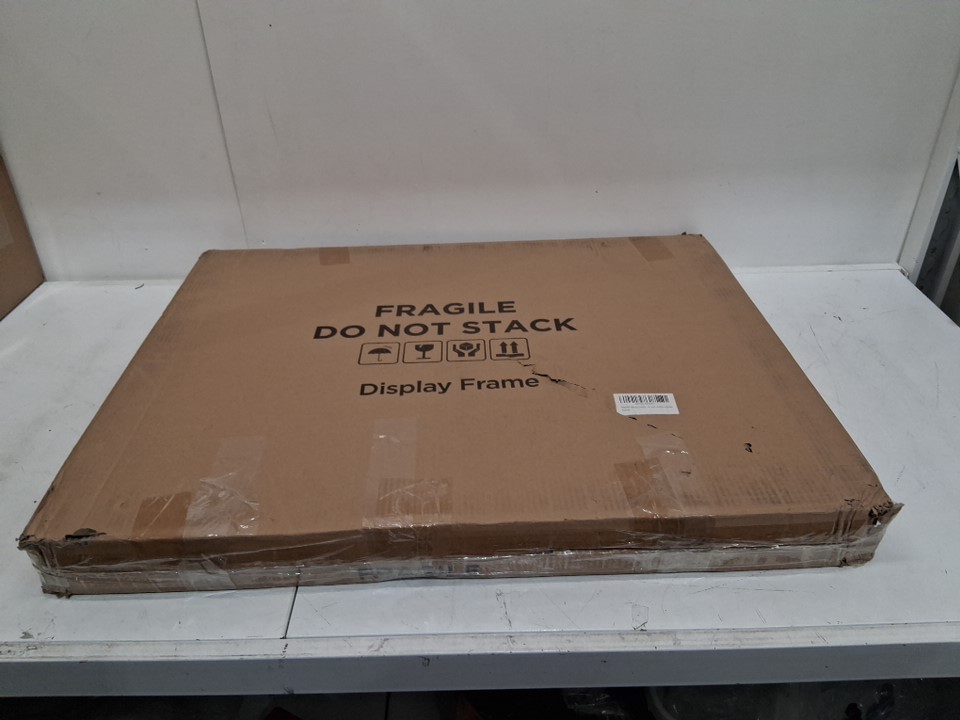 FRAGILE
DO NOT STACK
Display Frame